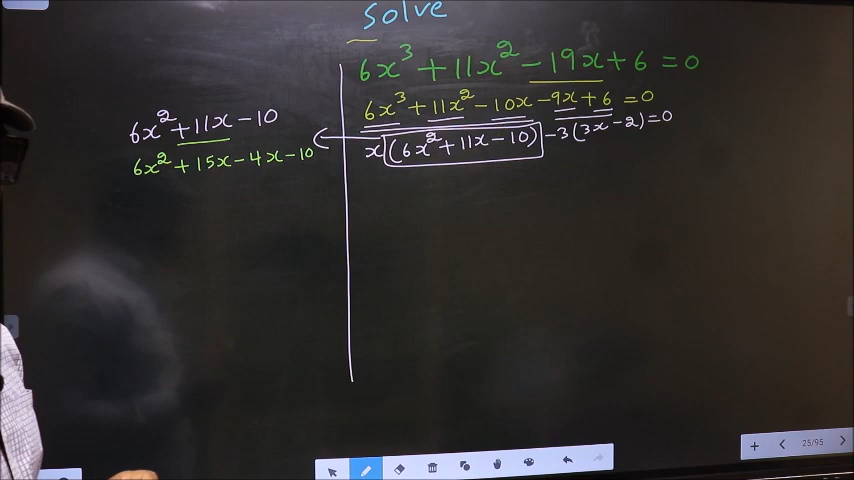 solve
6x³ + 11x² - 19x + 6 = 0
6x³ + 11x² - 10x - 9x + 6 = 0
x (6x² + 11x - 10) - 3 (3x - 2) = 0
6x² + 11x - 10
6x² + 15x - 4x - 10
25/95